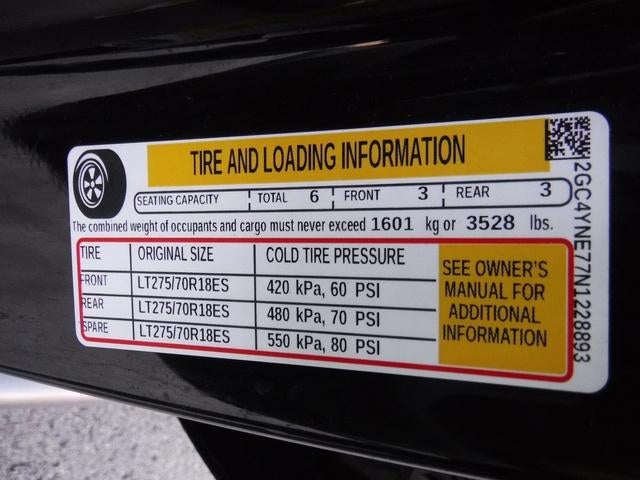 TIRE AND LOADING INFORMATION
SEATING CAPACITY TOTAL 6 FRONT 3 REAR 3
The combined weight of occupants and cargo must never exceed 1601 kg or 3528 lbs.
TIRE ORIGINAL SIZE COLD TIRE PRESSURE
FRONT LT275/70R18ES 420 kPa, 60 PSI
REAR LT275/70R18ES 480 kPa, 70 PSI
SPARE LT275/70R18ES 550 kPa, 80 PSI
SEE OWNER'S
MANUAL FOR
ADDITIONAL
INFORMATION
2GC4YNE77N1228893